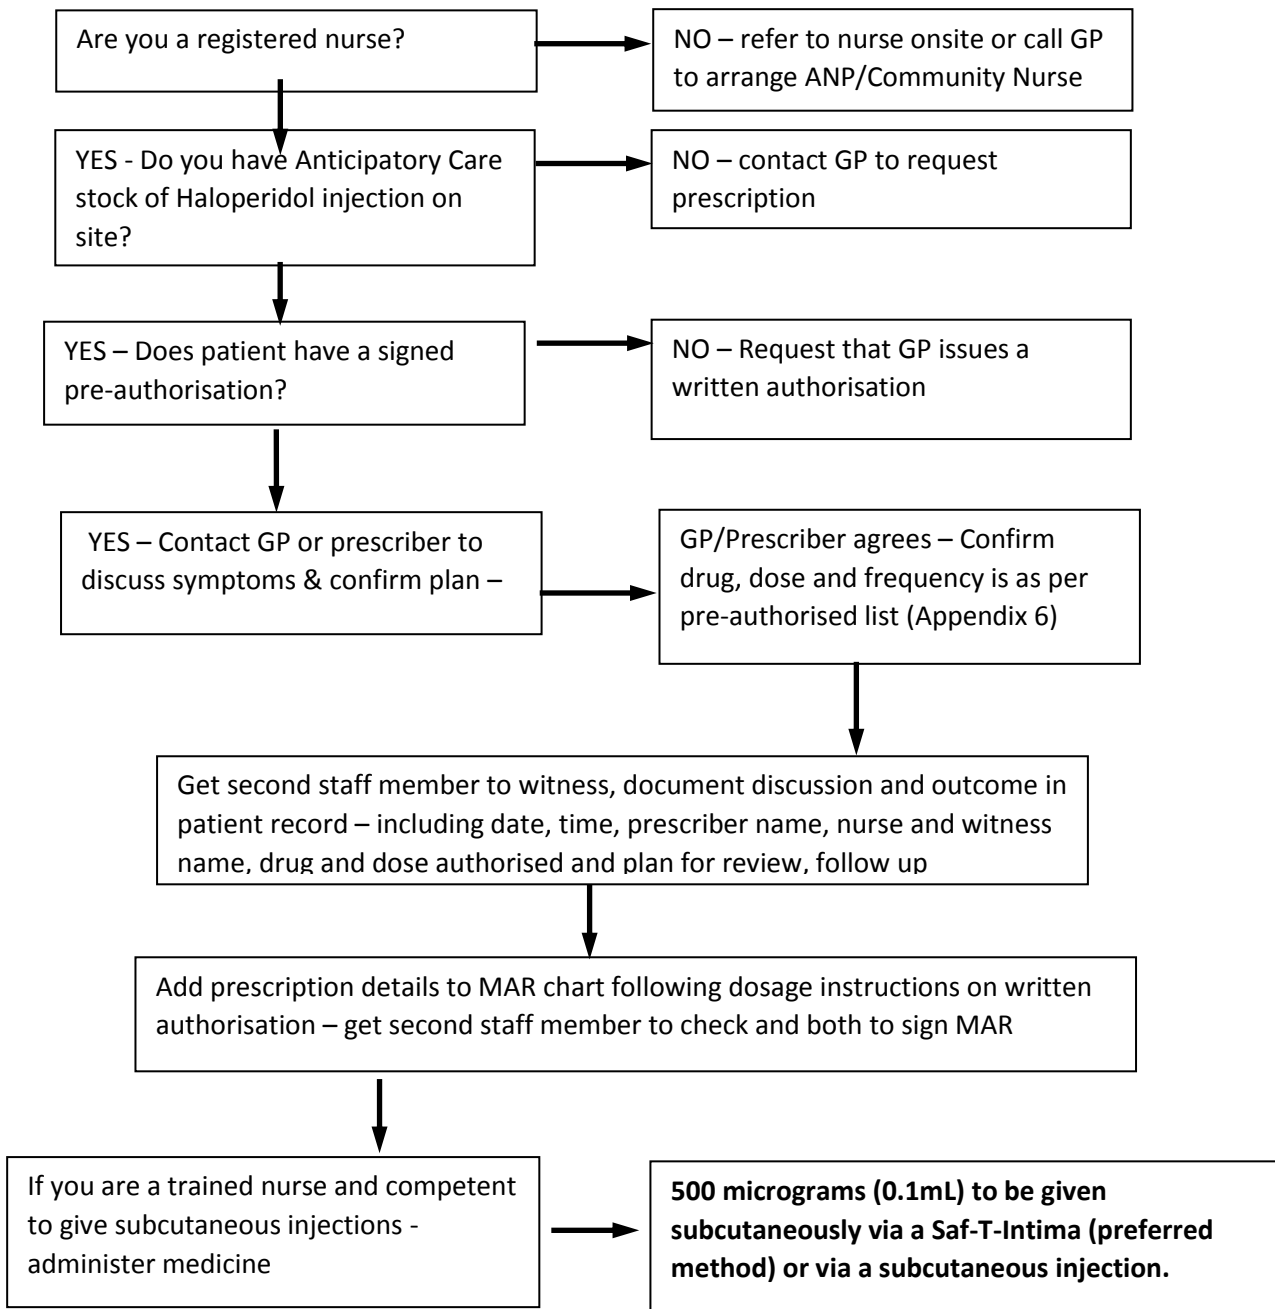 Are you a registered nurse?
NO – refer to nurse onsite or call GP
to arrange ANP/Community Nurse
YES - Do you have Anticipatory Care
stock of Haloperidol injection on
site?
NO – contact GP to request
prescription
YES – Does patient have a signed
pre-authorisation?
NO – Request that GP issues a
written authorisation
YES – Contact GP or prescriber to
discuss symptoms & confirm plan –
GP/Prescriber agrees – Confirm
drug, dose and frequency is as per
pre-authorised list (Appendix 6)
Get second staff member to witness, document discussion and outcome in
patient record – including date, time, prescriber name, nurse and witness
name, drug and dose authorised and plan for review, follow up
Add prescription details to MAR chart following dosage instructions on written
authorisation – get second staff member to check and both to sign MAR
If you are a trained nurse and competent
to give subcutaneous injections -
administer medicine
500 micrograms (0.1mL) to be given
subcutaneously via a Saf-T-Intima (preferred
method) or via a subcutaneous injection.